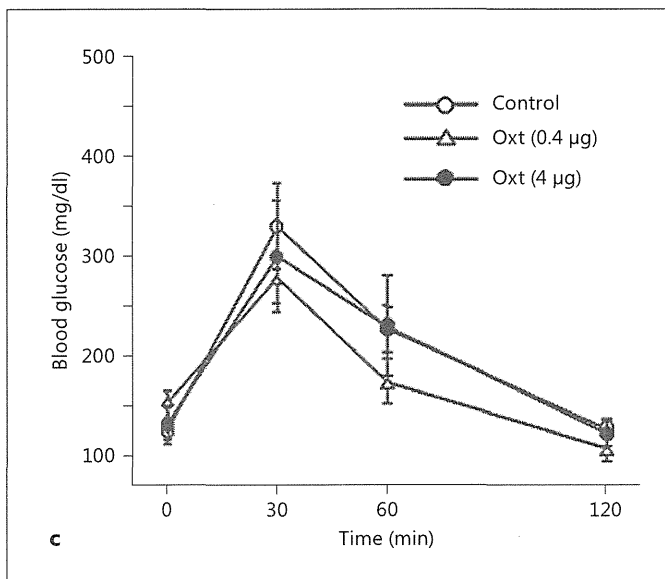 500
400
300
200
100
Blood glucose (mg/dl)
Control
Oxt (0.4 µg)
Oxt (4 µg)
0
30
60
120
Time (min)
c